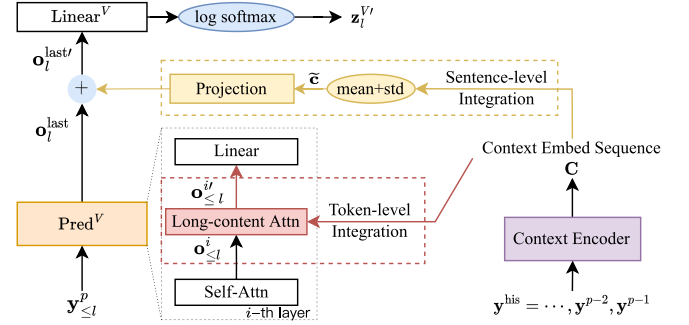 Linear^V
log softmax
z_l^{V′}
o_l^{last′}
+
Projection
c̃
mean+std
Sentence-level
Integration
o_l^{last}
Linear
Context Embed Sequence
C
o_{≤l}^{i′}
Pred^V
Long-content Attn
Token-level
Integration
Context Encoder
o_{≤l}^{i}
Self-Attn
i−th layer
y_{≤l}^{p}
y^{his} = ⋯, y^{p−2}, y^{p−1}